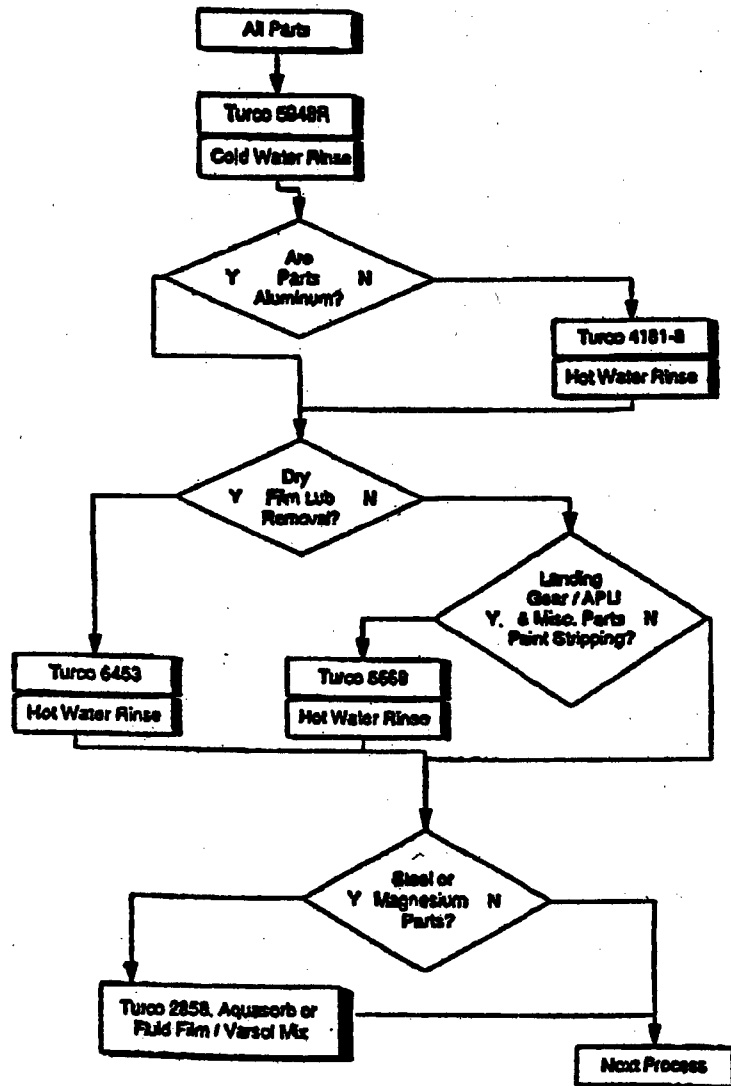 All Parts
Turco 5948R
Cold Water Rinse
Are
Y Parts N
Aluminum?
Turco 4181-8
Hot Water Rinse
Dry
Y Film Lub N
Removal?
Landing
Gear / APU
Y. & Misc. Parts N
Paint Stripping?
Turco 6453
Hot Water Rinse
Turco 5668
Hot Water Rinse
Steel or
Y Magnesium N
Parts?
Turco 2858, Aquasorb or
Fluid Film / Varsol Mix
Next Process